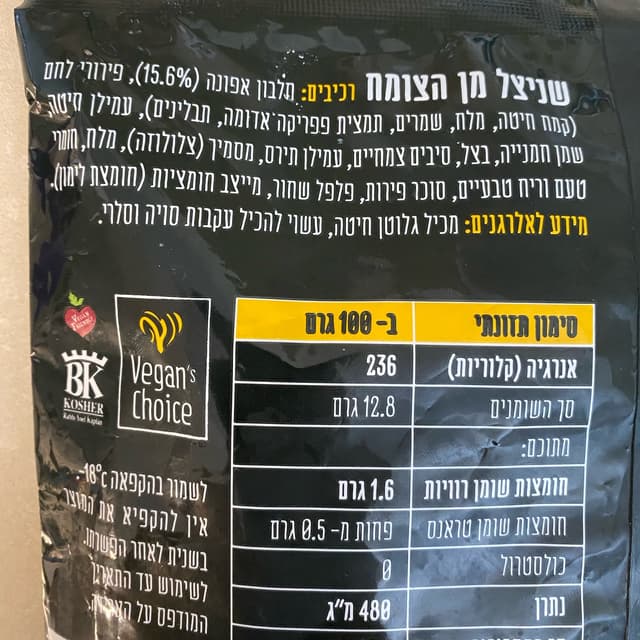 שניצל מן הצומח רכיבים: חלבון אפונה (15.6%), פירורי לחם
(קמח חיטה, מלח, שמרים, תמצית פפריקה אדומה, תבלינים), עמילן חיטה,
שמן חמנייה, בצל, סיבים צמחיים, עמילן תירס, מסמיך (צלולוזה), מלח, חומרי
טעם וריח טבעיים, סוכר פירות, פלפל שחור, מייצב חומציות (חומצת לימון).
מידע לאלרגנים: מכיל גלוטן חיטה, עשוי להכיל עקבות סויה וסלרי.
סימון תזונתי ב- 100 גרם
אנרגיה (קלוריות) 236
סך השומנים 12.8 גרם
מתוכם:
חומצות שומן רוויות 1.6 גרם
חומצות שומן טראנס פחות מ- 0.5 גרם
כולסטרול 0
נתרן 480 מ"ג
VEGAN
FRIENDLY
Vegan's
Choice
BK
KOSHER
לשמור בהקפאה 18°c-.
אין להקפיא את המוצר
בשנית לאחר הפשרתו.
לשימוש עד התאריך
המודפס על